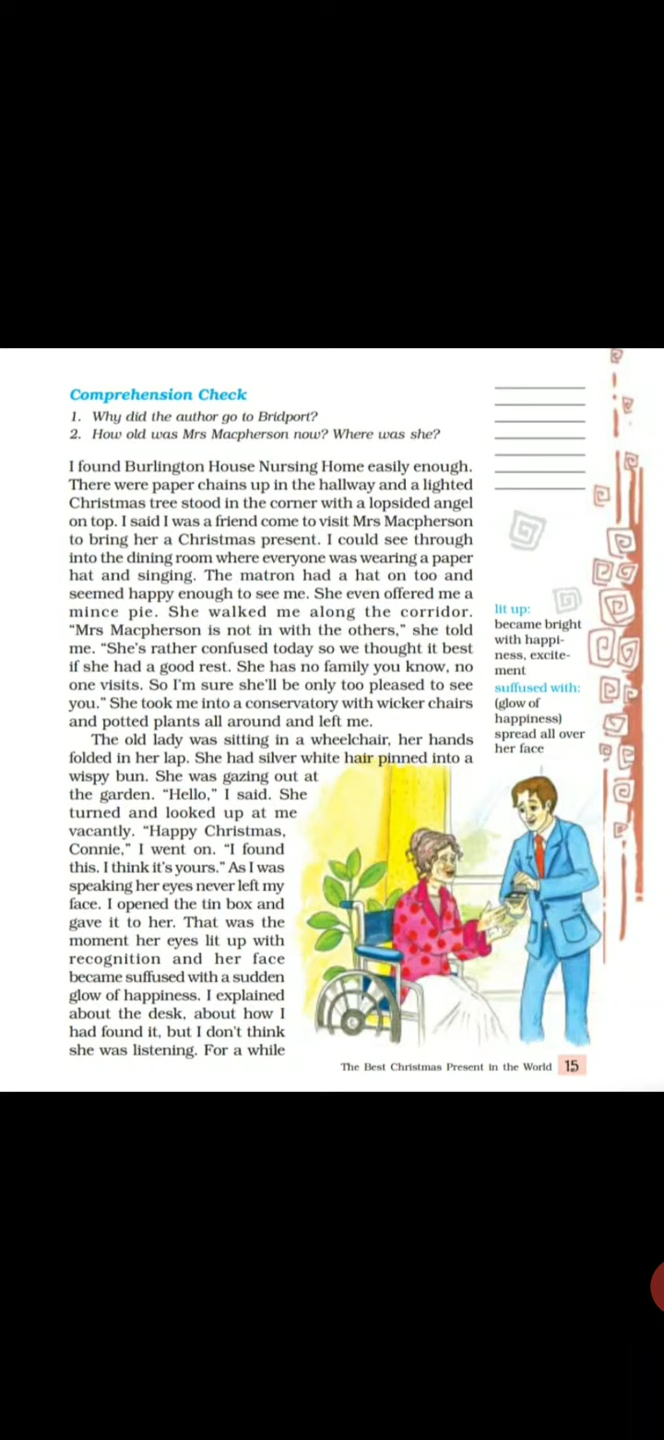 Comprehension Check
1. Why did the author go to Bridport?
2. How old was Mrs Macpherson now? Where was she?
I found Burlington House Nursing Home easily enough.
There were paper chains up in the hallway and a lighted
Christmas tree stood in the corner with a lopsided angel
on top. I said I was a friend come to visit Mrs Macpherson
to bring her a Christmas present. I could see through
into the dining room where everyone was wearing a paper
hat and singing. The matron had a hat on too and
seemed happy enough to see me. She even offered me a
mince pie. She walked me along the corridor.
“Mrs Macpherson is not in with the others,” she told
me. “She's rather confused today so we thought it best
if she had a good rest. She has no family you know, no
one visits. So I'm sure she'll be only too pleased to see
you.” She took me into a conservatory with wicker chairs
and potted plants all around and left me.
The old lady was sitting in a wheelchair, her hands
folded in her lap. She had silver white hair pinned into a
wispy bun. She was gazing out at
the garden. “Hello,” I said. She
turned and looked up at me
vacantly. “Happy Christmas,
Connie,” I went on. “I found
this. I think it's yours.” As I was
speaking her eyes never left my
face. I opened the tin box and
gave it to her. That was the
moment her eyes lit up with
recognition and her face
became suffused with a sudden
glow of happiness. I explained
about the desk, about how I
had found it, but I don't think
she was listening. For a while
lit up:
became bright
with happi-
ness, excite-
ment
suffused with:
(glow of
happiness)
spread all over
her face
The Best Christmas Present in the World 15